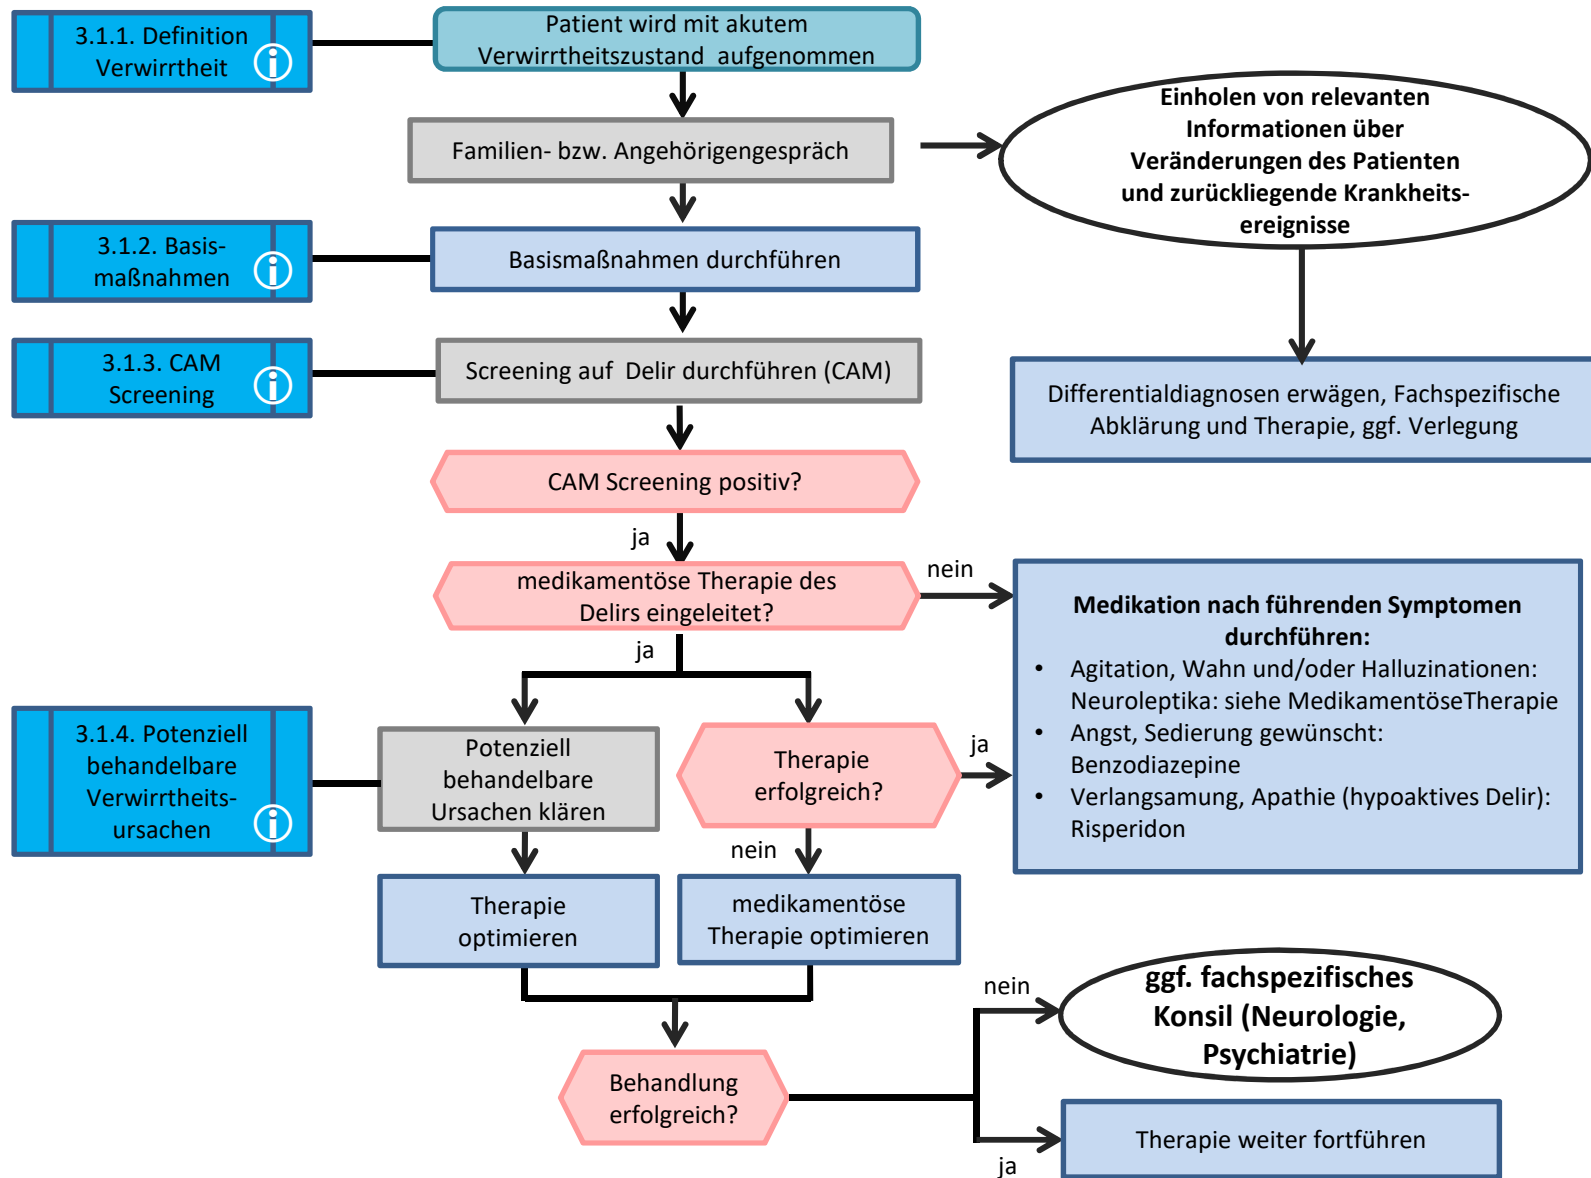 3.1.1. Definition
Verwirrtheit
i
Patient wird mit akutem
Verwirrtheitszustand aufgenommen
Familien- bzw. Angehörigengespräch
Einholen von relevanten
Informationen über
Veränderungen des Patienten
und zurückliegende Krankheits-
ereignisse
3.1.2. Basis-
maßnahmen
i
Basismaßnahmen durchführen
3.1.3. CAM
Screening
i
Screening auf Delir durchführen (CAM)
Differentialdiagnosen erwägen, Fachspezifische
Abklärung und Therapie, ggf. Verlegung
CAM Screening positiv?
ja
medikamentöse Therapie des
Delirs eingeleitet?
nein
ja
Medikation nach führenden Symptomen
durchführen:
• Agitation, Wahn und/oder Halluzinationen:
Neuroleptika: siehe MedikamentöseTherapie
• Angst, Sedierung gewünscht:
Benzodiazepine
• Verlangsamung, Apathie (hypoaktives Delir):
Risperidon
3.1.4. Potenziell
behandelbare
Verwirrtheits-
ursachen
i
Potenziell
behandelbare
Ursachen klären
Therapie
erfolgreich?
ja
nein
Therapie
optimieren
medikamentöse
Therapie optimieren
Behandlung
erfolgreich?
nein
ggf. fachspezifisches
Konsil (Neurologie,
Psychiatrie)
ja
Therapie weiter fortführen